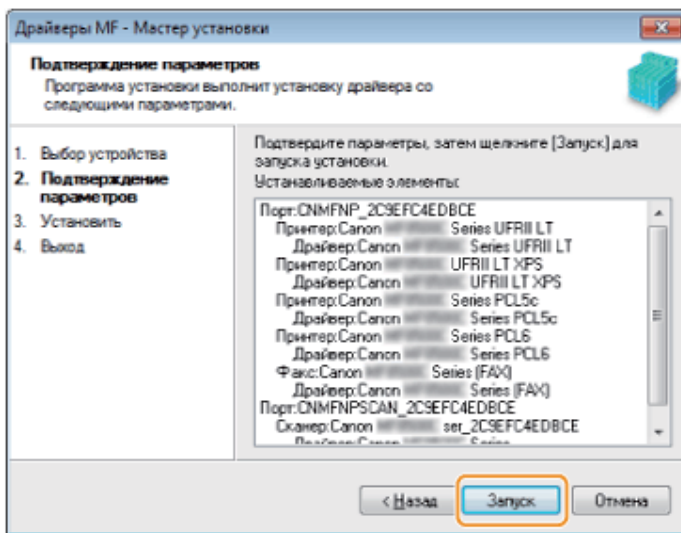 Драйверы MF - Мастер установки
Подтверждение параметров
Программа установки выполнит установку драйвера со
следующими параметрами.
1. Выбор устройства
2. Подтверждение
параметров
3. Установить
4. Выход
Подтвердите параметры, затем щелкните [Запуск] для
запуска установки.
Устанавливаемые элементы:
Порт:CNMFNP_2C9EFC4EDBCE
Принтер:Canon Series UFRII LT
Драйвер:Canon Series UFRII LT
Принтер:Canon UFRII LT XPS
Драйвер:Canon UFRII LT XPS
Принтер:Canon Series PCL5c
Драйвер:Canon Series PCL5c
Принтер:Canon Series PCL6
Драйвер:Canon Series PCL6
Факс:Canon Series (FAX)
Драйвер:Canon Series (FAX)
Порт:CNMFNPSCAN_2C9EFC4EDBCE
Сканер:Canon ser_2C9EFC4EDBCE
Драйвер:Canon Series
< Назад
Запуск
Отмена